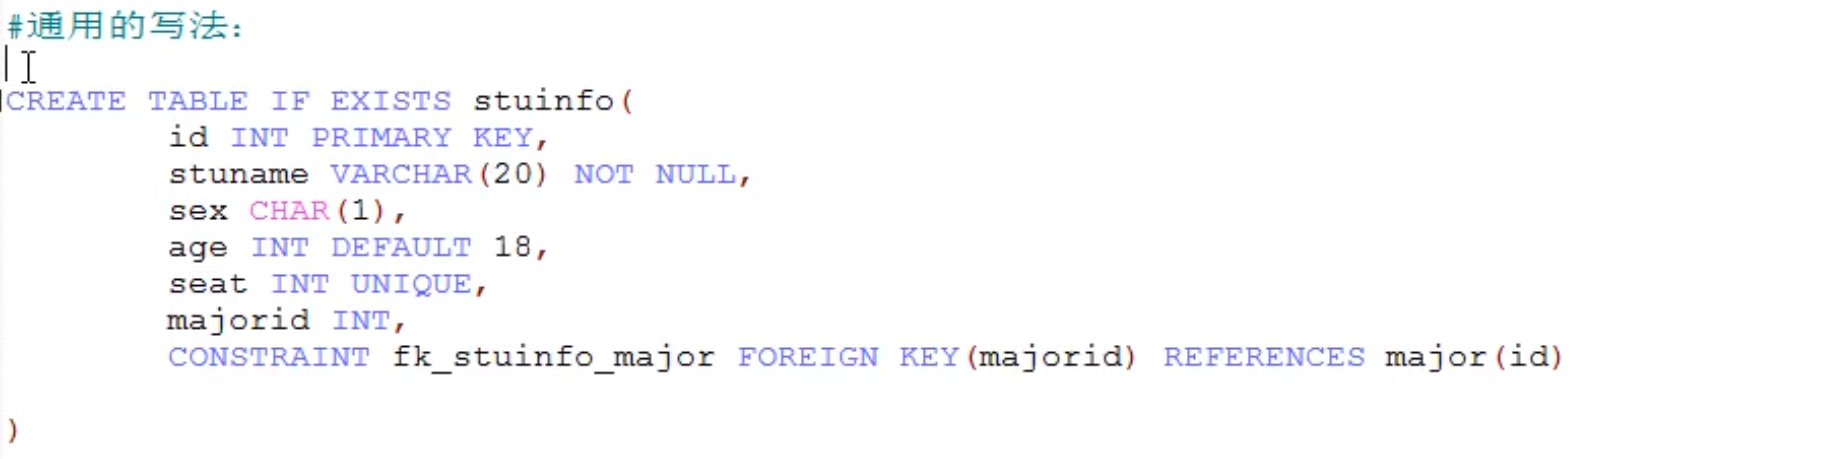 #通用的写法：
CREATE TABLE IF EXISTS stuinfo(
id INT PRIMARY KEY,
stuname VARCHAR(20) NOT NULL,
sex CHAR(1),
age INT DEFAULT 18,
seat INT UNIQUE,
majorid INT,
CONSTRAINT fk_stuinfo_major FOREIGN KEY(majorid) REFERENCES major(id)
)